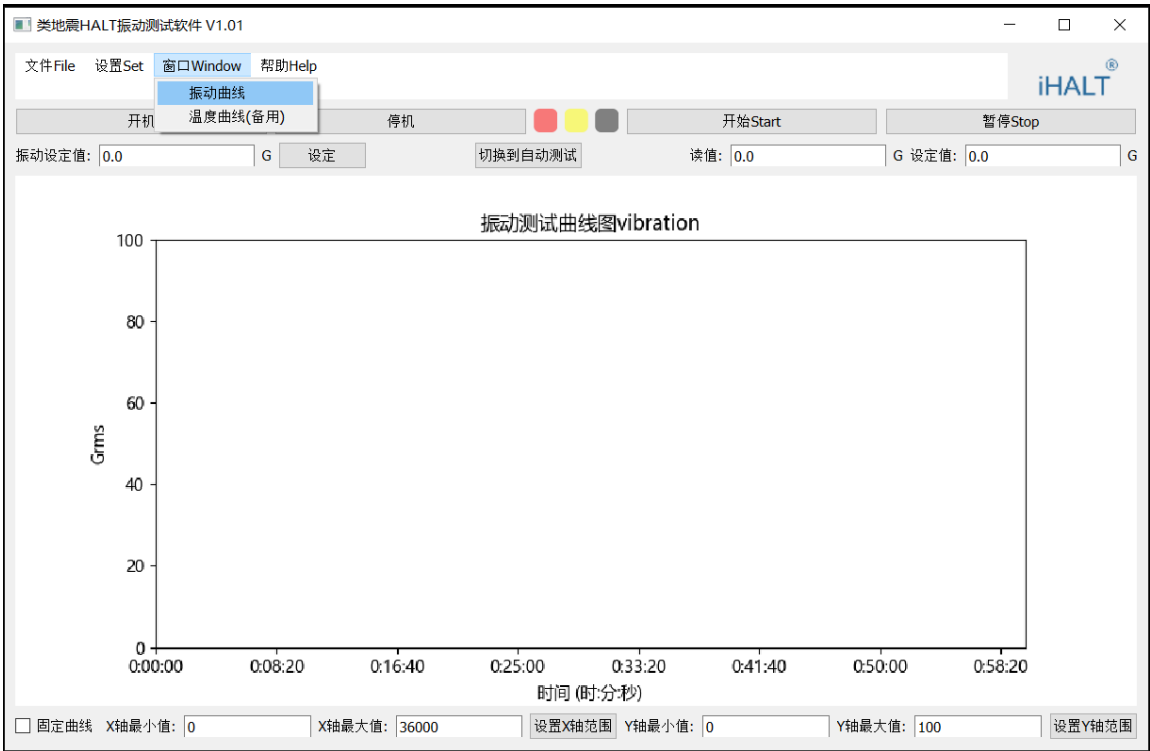 类地震HALT振动测试软件 V1.01
文件File 设置Set 窗口Window 帮助Help
iHALT®
振动曲线
温度曲线(备用)
开机 停机 开始Start 暂停Stop
振动设定值: 0.0 G 设定 切换到自动测试 读值: 0.0 G 设定值: 0.0 G
振动测试曲线图vibration
100
80
60
40
20
0
Grms
0:00:00 0:08:20 0:16:40 0:25:00 0:33:20 0:41:40 0:50:00 0:58:20
时间 (时:分:秒)
固定曲线 X轴最小值: 0 X轴最大值: 36000 设置X轴范围 Y轴最小值: 0 Y轴最大值: 100 设置Y轴范围